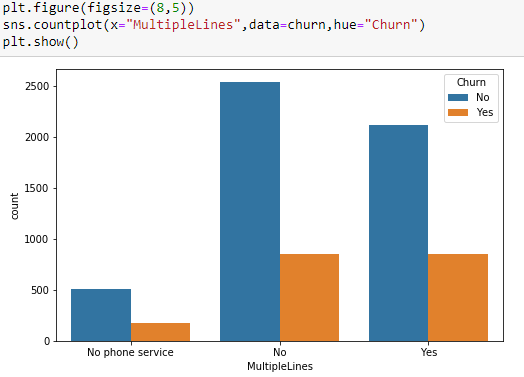 plt.figure(figsize=(8,5))
sns.countplot(x="MultipleLines",data=churn,hue="Churn")
plt.show()
Churn
No
Yes
2500
2000
1500
1000
500
0
count
No phone service
No
Yes
MultipleLines